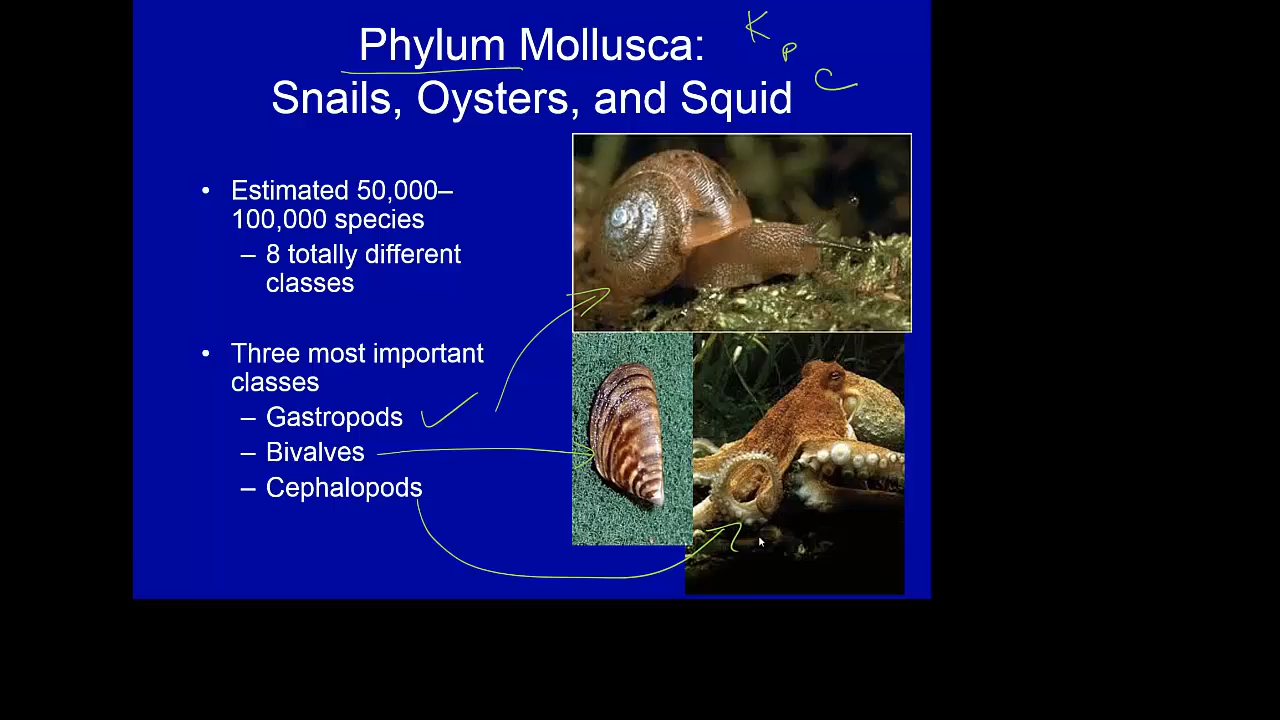 Phylum Mollusca:
Snails, Oysters, and Squid
K
P
C
• Estimated 50,000–
100,000 species
– 8 totally different
classes
• Three most important
classes
– Gastropods
– Bivalves
– Cephalopods